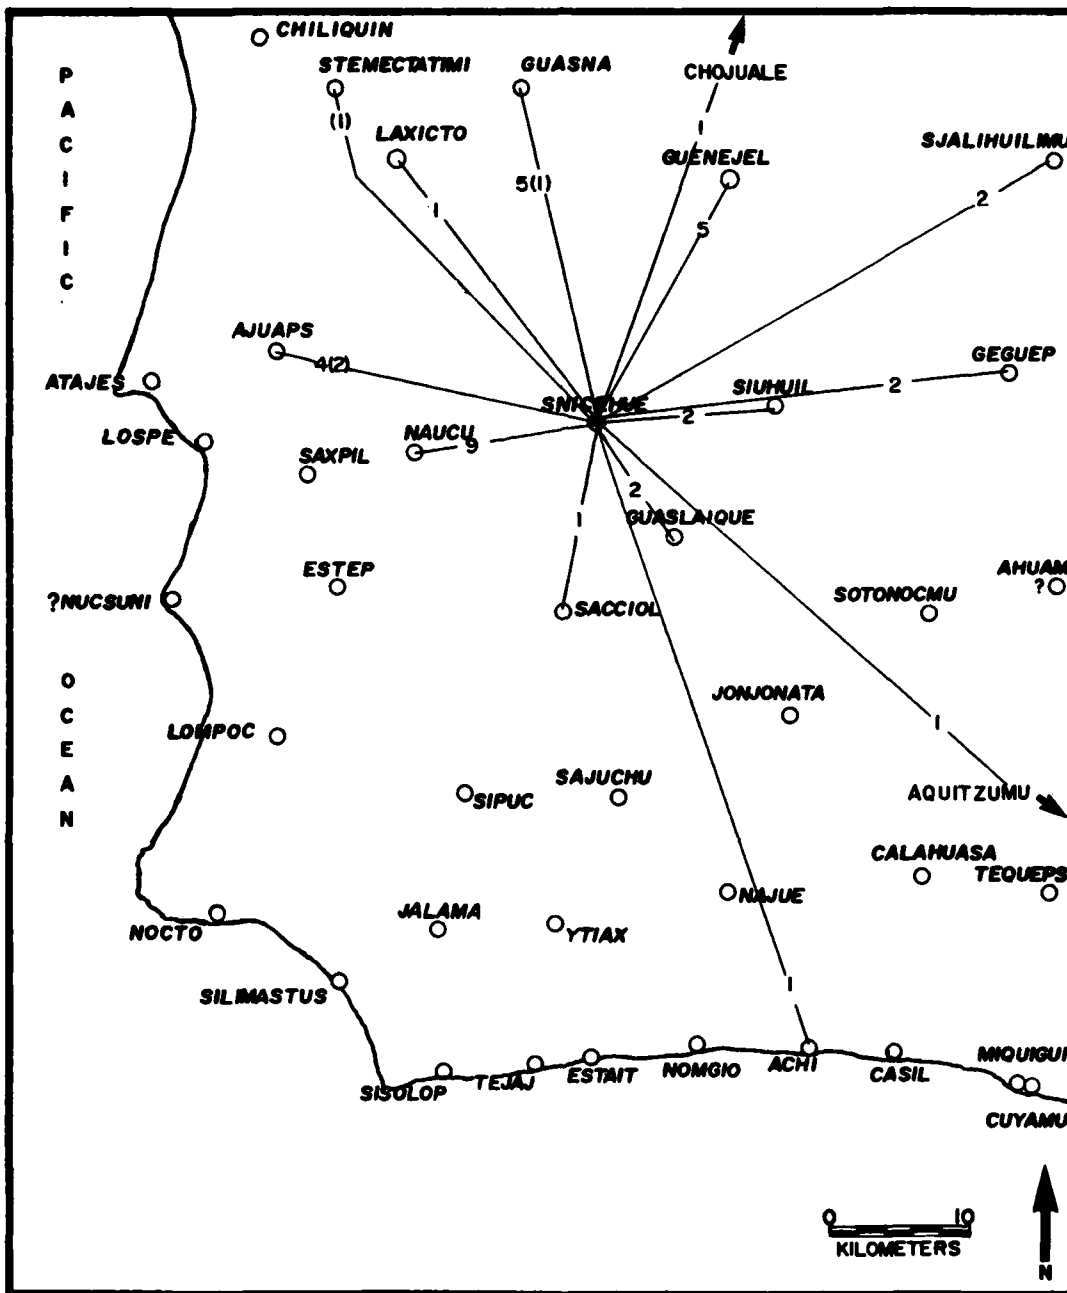 CHILIQUIN
STEMECTATIMI
GUASNA
CHOJUALE
PACIFIC
(1)
LAXICTO
1
GUENEJEL
SJALIHUILIMU
5(1)
1
2
5
AJUAPS
4(2)
GEGUEP
ATAJES
2
SIUHUIL
2
LOSPE
NAUCU
9
SAXPIL
2
GUASLAIQUE
1
ESTEP
AHUAM
?
?NUCSUNI
SACCIOL
SOTONOCMU
OCEAN
JONJONATA
1
LOMPOC
SIPUC
SAJUCHU
AQUITZUMU
CALAHUASA
TEQUEPS
NAJUE
JALAMA
YTIAX
NOCTO
SILIMASTUS
1
SISOLOP
TEJAJ
ESTAIT
NOMGIO
ACHI
CASIL
MIQUIGUI
CUYAMU
0 10
KILOMETERS
N